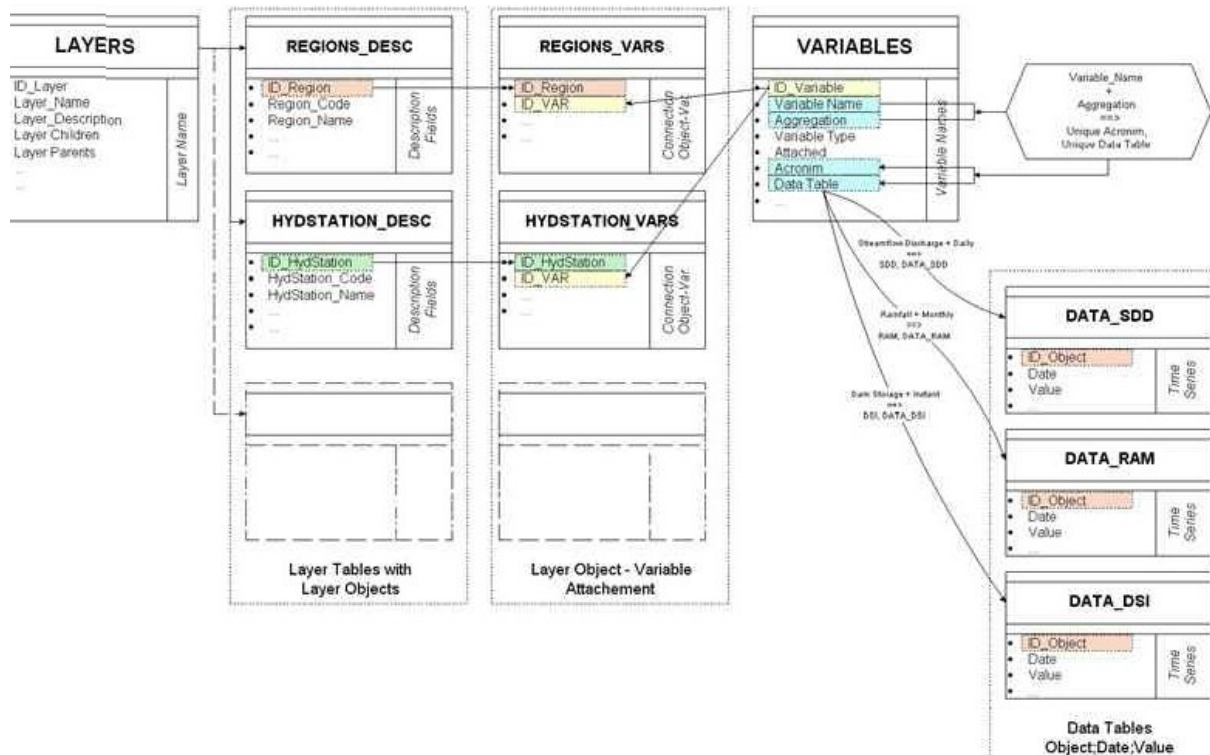 LAYERS
ID_Layer
Layer_Name
Layer_Description
Layer Children
Layer Parents
...
...
Layer Name
REGIONS_DESC
ID_Region
Region_Code
Region_Name
...
...
Description
Fields
HYDSTATION_DESC
ID_HydStation
HydStation_Code
HydStation_Name
...
...
Description
Fields
Layer Tables with
Layer Objects
REGIONS_VARS
ID_Region
ID_VAR
...
...
Connection
Object-Var.
HYDSTATION_VARS
ID_HydStation
ID_VAR
...
...
Connection
Object-Var.
Layer Object - Variable
Attachement
VARIABLES
ID_Variable
Variable Name
Aggregation
Variable Type
Attached
Acronim
Data Table
...
Variable Names
Variable_Name
+
Aggregation
==>
Unique Acronim,
Unique Data Table
Streamflow Discharge + Daily
==>
SDD, DATA_SDD
Rainfall + Monthly
==>
RAM, DATA_RAM
Dam Storage + Instant
==>
DSI, DATA_DSI
DATA_SDD
ID_Object
Date
Value
...
Time
Series
DATA_RAM
ID_Object
Date
Value
...
Time
Series
DATA_DSI
ID_Object
Date
Value
...
Time
Series
Data Tables
Object;Date;Value